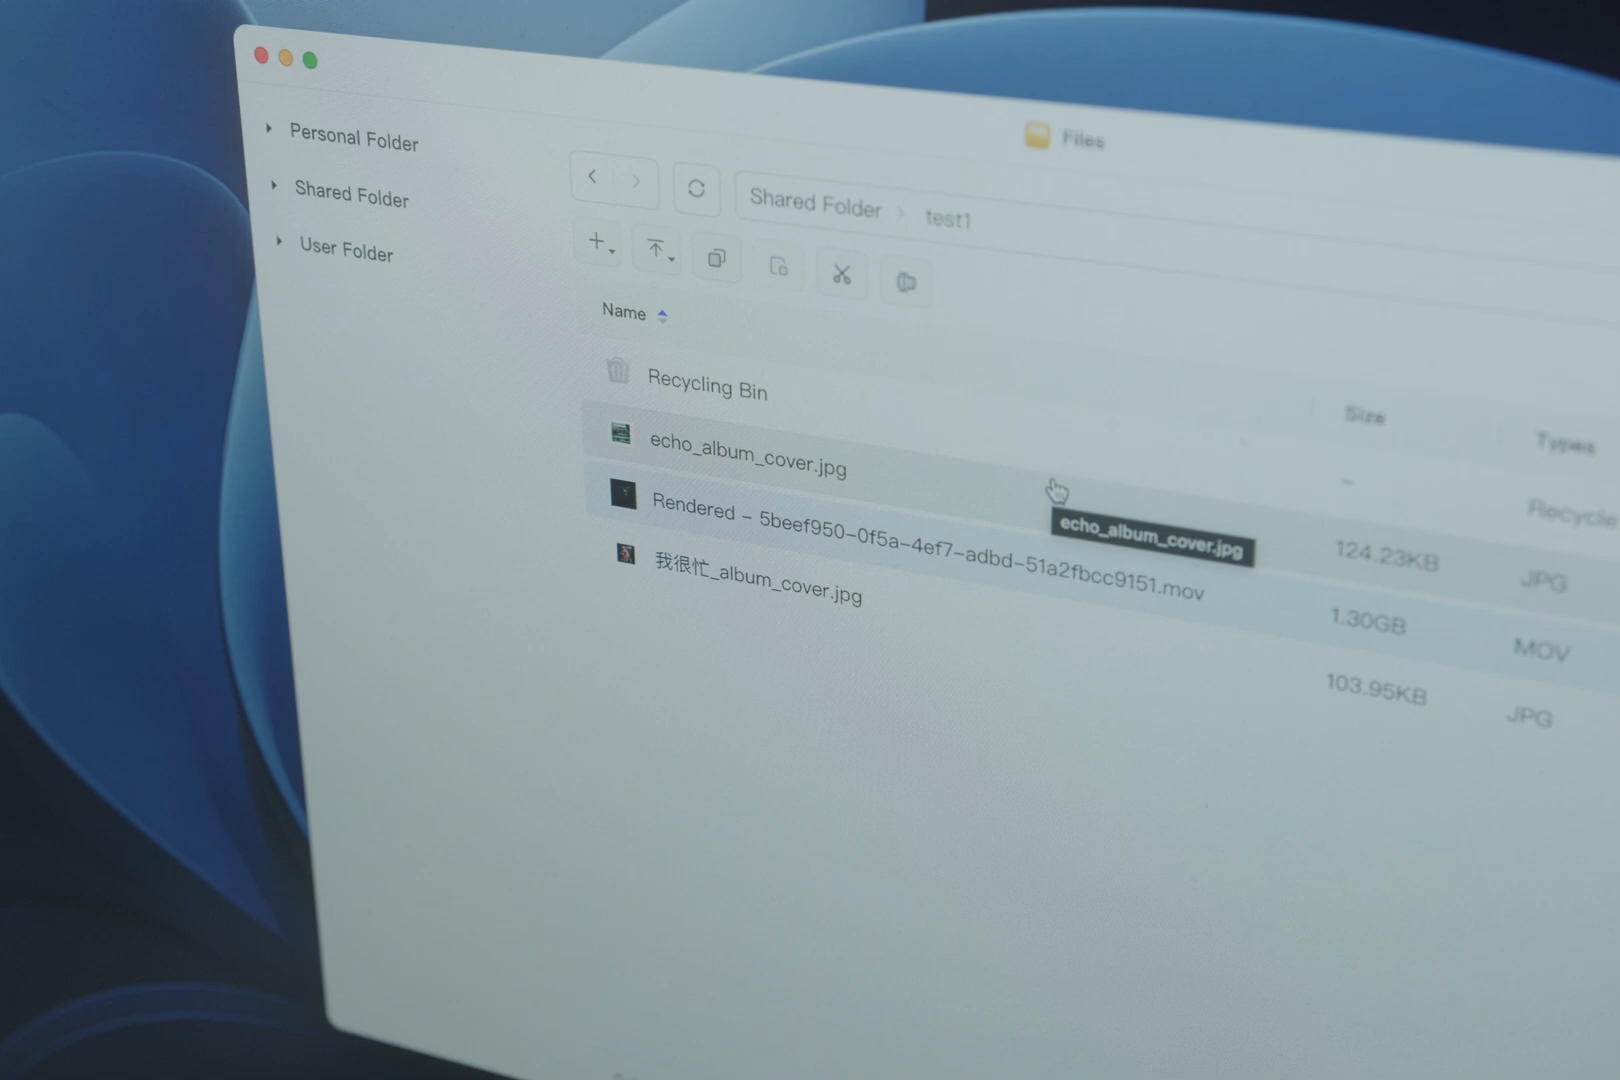 Files
Personal Folder
Shared Folder
User Folder
Shared Folder > test1
Name Size Types
Recycling Bin – Recycle
echo_album_cover.jpg 124.23KB JPG
echo_album_cover.jpg
Rendered – 5beef950-0f5a-4ef7-adbd-51a2fbcc9151.mov 1.30GB MOV
我很忙_album_cover.jpg 103.95KB JPG